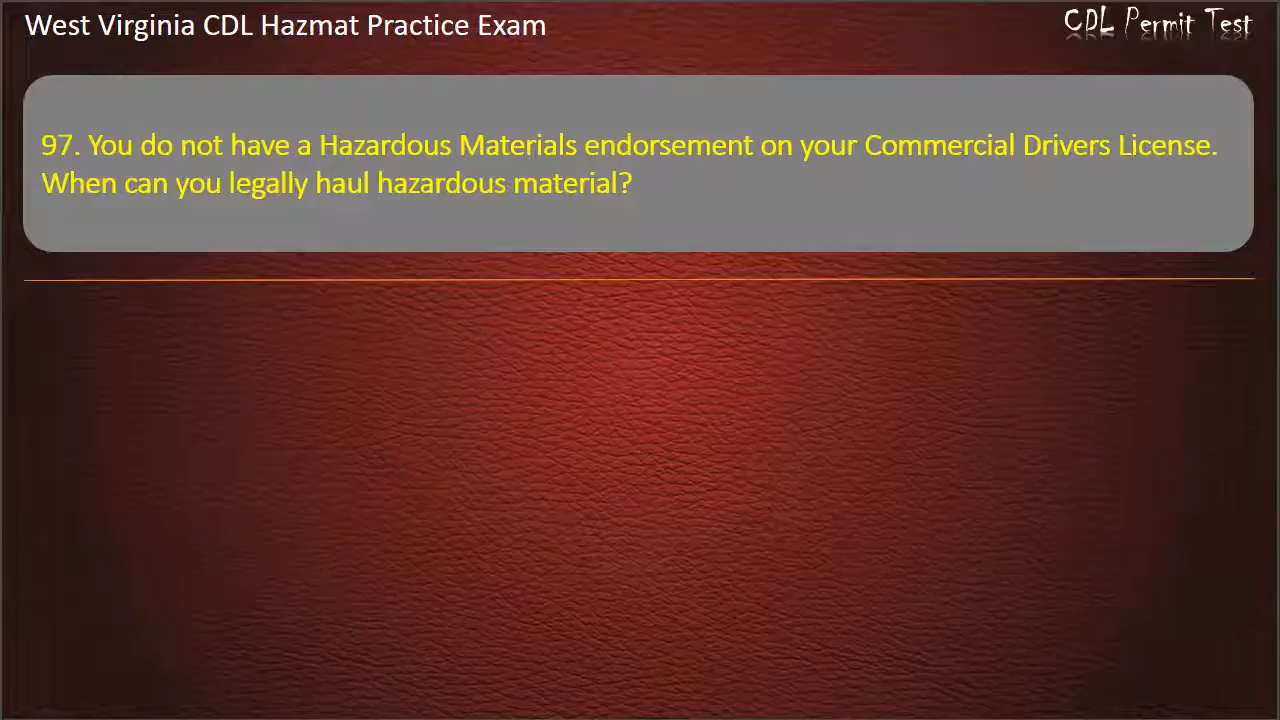 West Virginia CDL Hazmat Practice Exam
CDL Permit Test
97. You do not have a Hazardous Materials endorsement on your Commercial Drivers License.
When can you legally haul hazardous material?